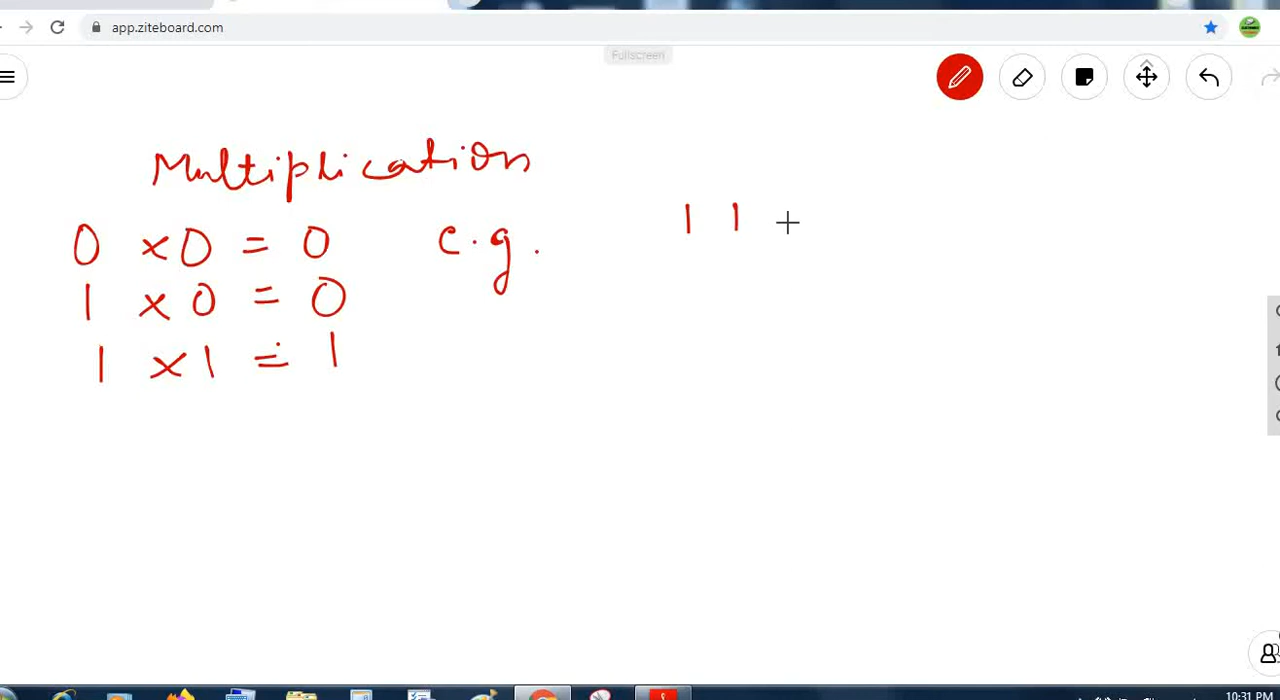 app.ziteboard.com
Fullscreen
Multiplication
0 × 0 = 0 e.g. 1 1
1 × 0 = 0
1 × 1 = 1
10:31 PM